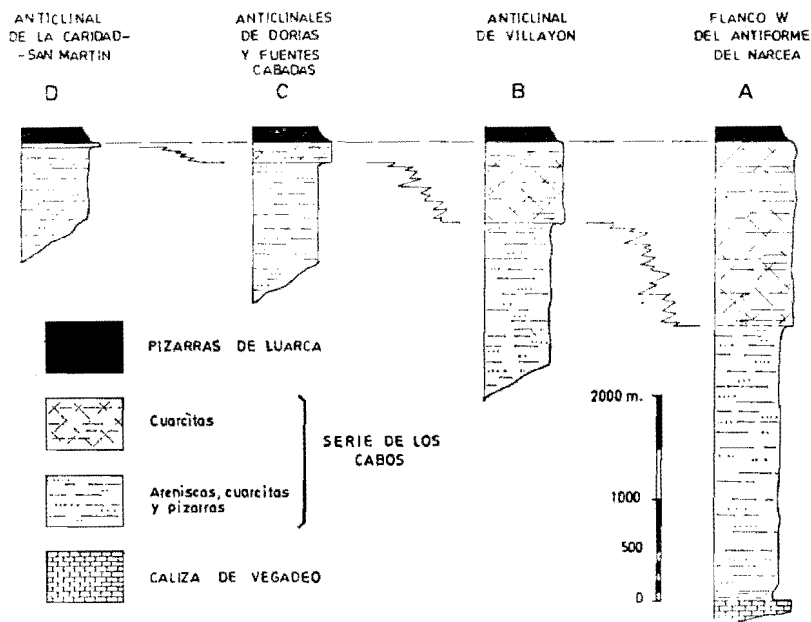 ANTICLINAL
DE LA CARIDAD-
-SAN MARTIN
D
ANTICLINALES
DE DORIAS
Y FUENTES
CABADAS
C
ANTICLINAL
DE VILLAYON
B
FLANCO W
DEL ANTIFORME
DEL NARCEA
A
PIZARRAS DE LUARCA
Cuarcitas
Areniscas, cuarcitas
y pizarras
SERIE DE LOS
CABOS
CALIZA DE VEGADEO
2000 m.
1000
500
0